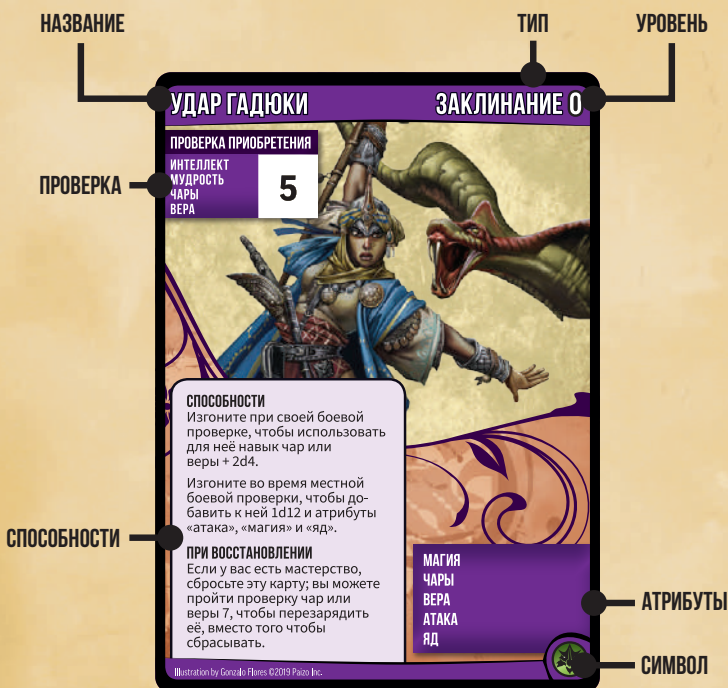 НАЗВАНИЕ
ТИП
УРОВЕНЬ
УДАР ГАДЮКИ
ЗАКЛИНАНИЕ 0
ПРОВЕРКА ПРИОБРЕТЕНИЯ
ИНТЕЛЛЕКТ
МУДРОСТЬ
ЧАРЫ
ВЕРА
5
ПРОВЕРКА
СПОСОБНОСТИ
Изгоните при своей боевой
проверке, чтобы использовать
для неё навык чар или
веры + 2d4.
Изгоните во время местной
боевой проверки, чтобы до-
бавить к ней 1d12 и атрибуты
«атака», «магия» и «яд».
СПОСОБНОСТИ
ПРИ ВОССТАНОВЛЕНИИ
Если у вас есть мастерство,
сбросьте эту карту; вы можете
пройти проверку чар или
веры 7, чтобы перезарядить
её, вместо того чтобы
сбрасывать.
МАГИЯ
ЧАРЫ
ВЕРА
АТАКА
ЯД
АТРИБУТЫ
СИМВОЛ
Illustration by Gonzalo Flores ©2019 Paizo Inc.